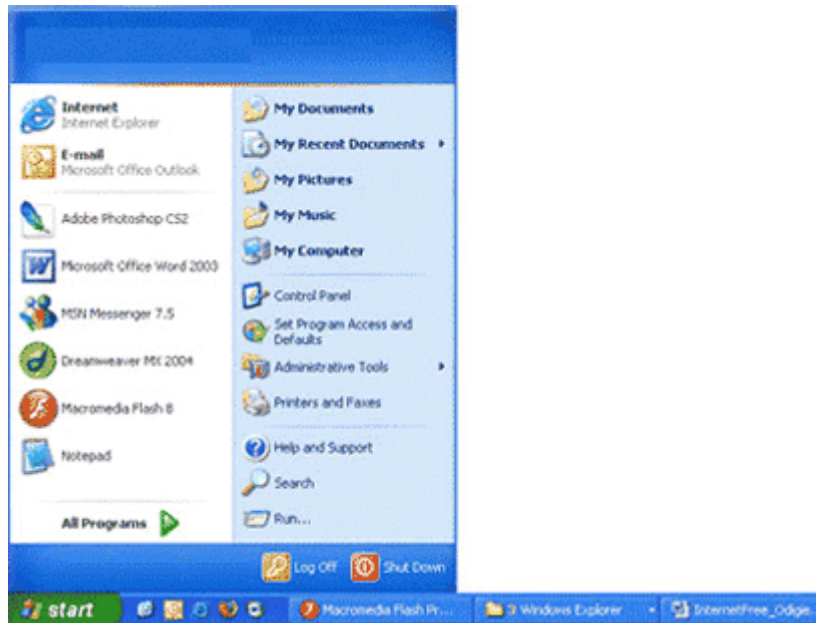 Internet
Internet Explorer
E-mail
Microsoft Office Outlook
Adobe Photoshop CS2
Microsoft Office Word 2003
MSN Messenger 7.5
Dreamweaver MX 2004
Macromedia Flash 8
Notepad
All Programs
My Documents
My Recent Documents
My Pictures
My Music
My Computer
Control Panel
Set Program Access and
Defaults
Administrative Tools
Printers and Faxes
Help and Support
Search
Run...
Log Off
Shut Down
start
Macromedia Flash Pr...
3 Windows Explorer
InternetFree_Odigie...